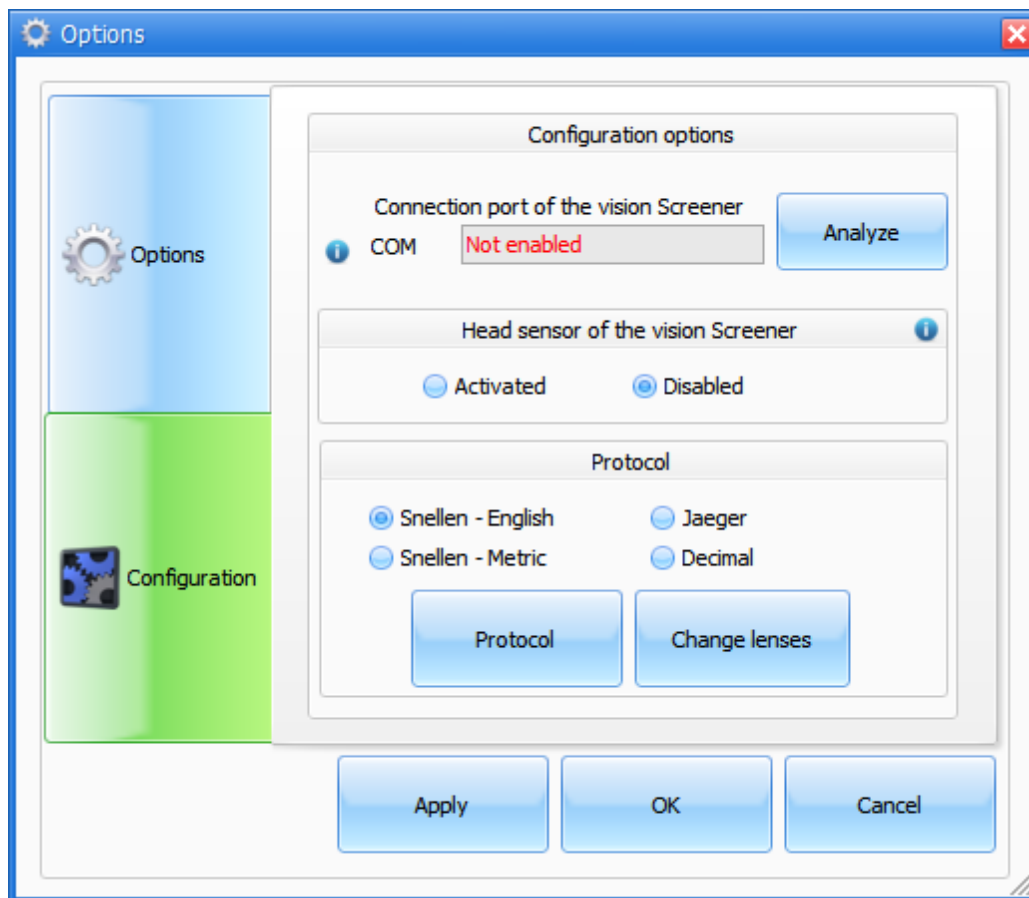 Options
Options
Configuration
Configuration options
Connection port of the vision Screener
COM
Not enabled
Analyze
Head sensor of the vision Screener
Activated
Disabled
Protocol
Snellen - English
Jaeger
Snellen - Metric
Decimal
Protocol
Change lenses
Apply
OK
Cancel